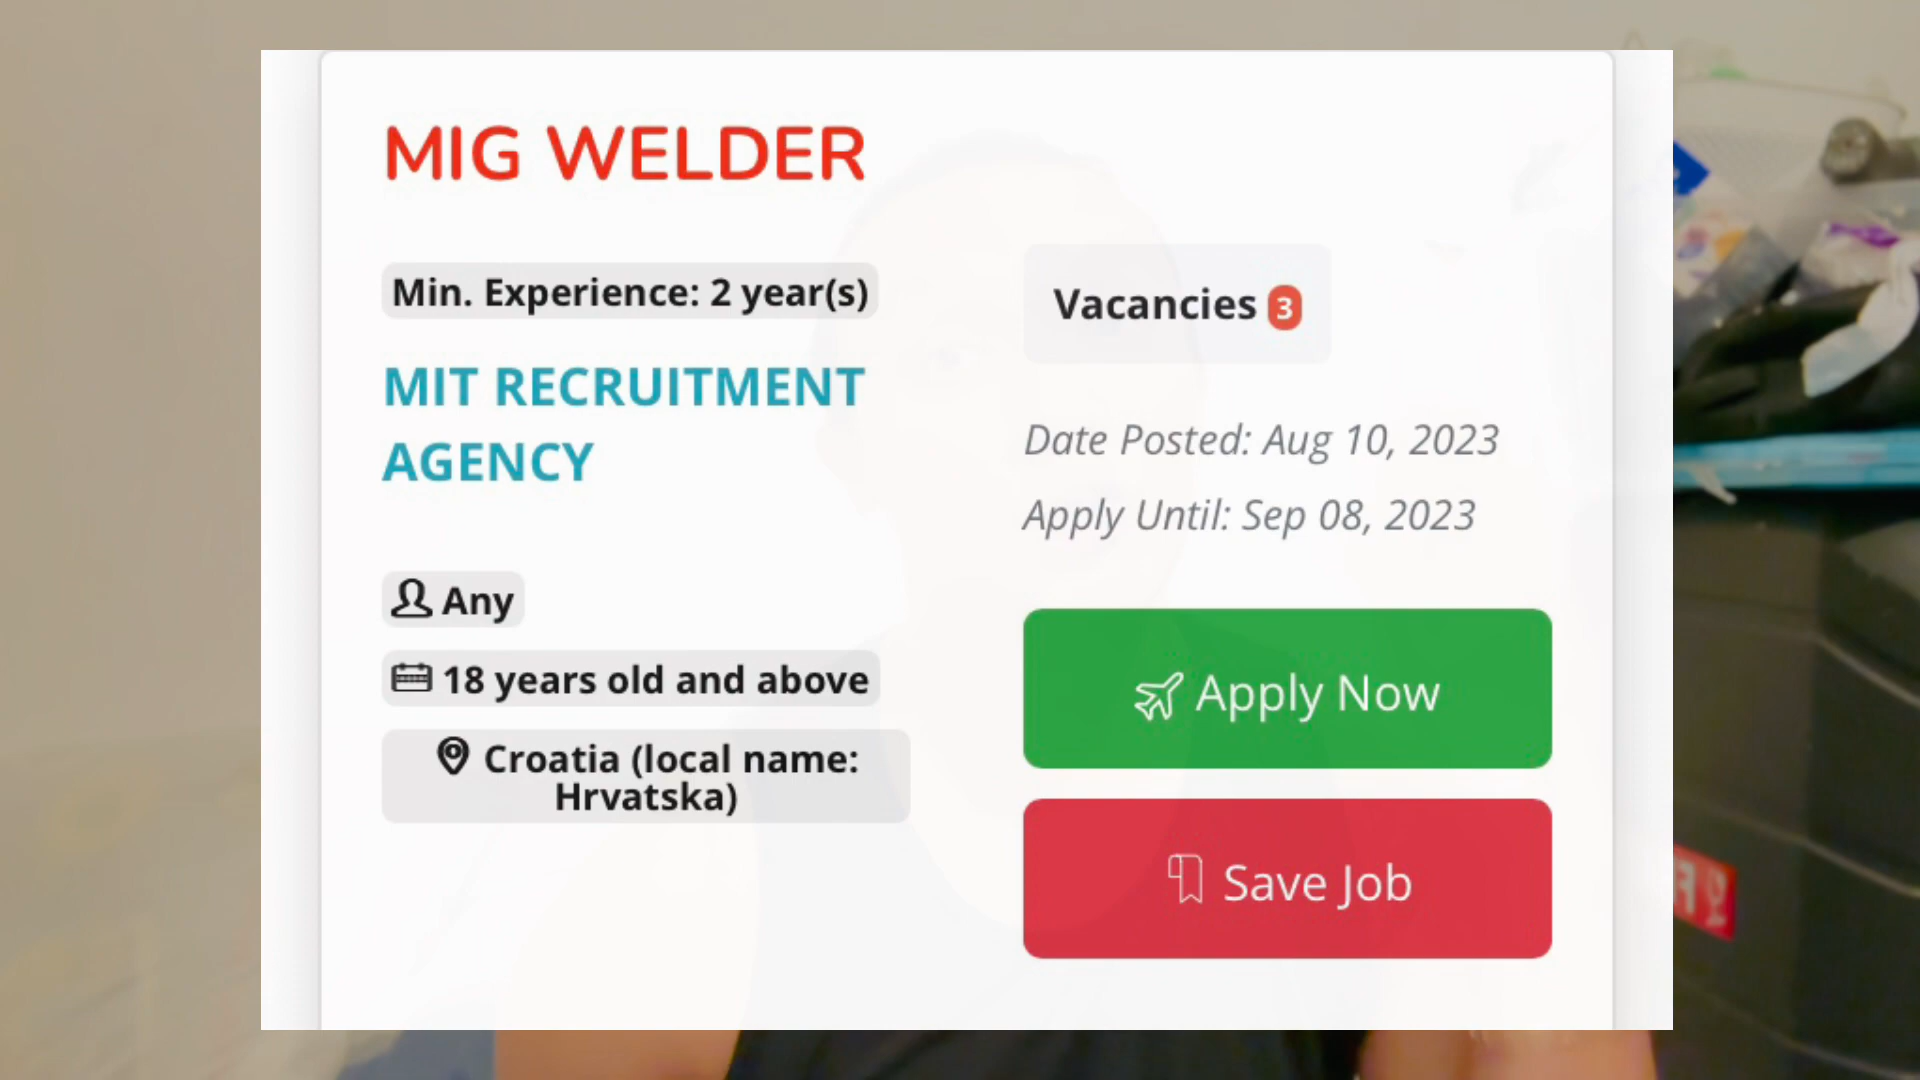 MIG WELDER
Min. Experience: 2 year(s)
MIT RECRUITMENT
AGENCY
Any
18 years old and above
Croatia (local name:
Hrvatska)
Vacancies 3
Date Posted: Aug 10, 2023
Apply Until: Sep 08, 2023
Apply Now
Save Job